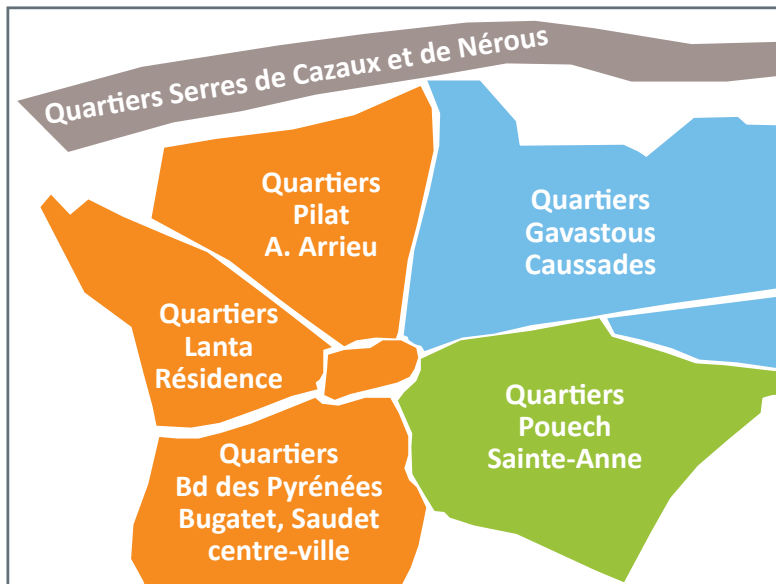 Quartiers Serres de Cazaux et de Nérous
Quartiers
Pilat
A. Arrieu
Quartiers
Gavastous
Caussades
Quartiers
Lanta
Résidence
Quartiers
Pouech
Sainte-Anne
Quartiers
Bd des Pyrénées
Bugatet, Saudet
centre-ville